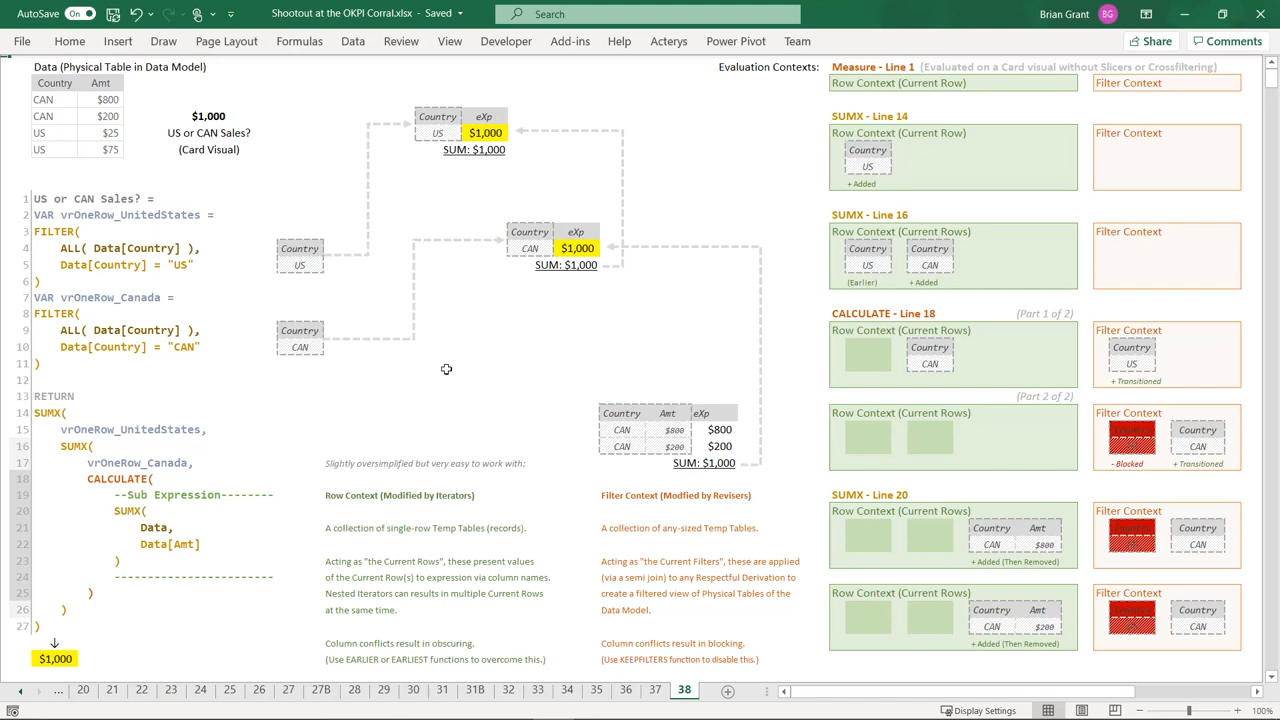 AutoSave On
Search
Brian Grant BG
File Home Insert Draw Page Layout Formulas Data Review View Developer Add-ins Help Acterys Power Pivot Team
Share Comments
Data (Physical Table in Data Model)
Country Amt
CAN $800
CAN $200
US $25
US $75
$1,000
US or CAN Sales?
(Card Visual)
1 US or CAN Sales? =
2 VAR vrOneRow_UnitedStates =
3 FILTER(
4 ALL( Data[Country] ),
5 Data[Country] = "US"
6 )
7 VAR vrOneRow_Canada =
8 FILTER(
9 ALL( Data[Country] ),
10 Data[Country] = "CAN"
11 )
12
13 RETURN
14 SUMX(
15 vrOneRow_UnitedStates,
16 SUMX(
17 vrOneRow_Canada,
18 CALCULATE(
19 --Sub Expression--------
20 SUMX(
21 Data,
22 Data[Amt]
23 )
24 ------------------------
25 )
26 )
27 )
↓
$1,000
Country
US
Country
CAN
Country eXp
US $1,000
SUM: $1,000
Country eXp
CAN $1,000
SUM: $1,000
Country Amt eXp
CAN $800 $800
CAN $200 $200
SUM: $1,000
Slightly oversimplified but very easy to work with:
Row Context (Modified by Iterators)
A collection of single-row Temp Tables (records).
Acting as "the Current Rows", these present values
of the Current Row(s) to expression via column names.
Nested Iterators can results in multiple Current Rows
at the same time.
Column conflicts result in obscuring.
(Use EARLIER or EARLIEST functions to overcome this.)
Filter Context (Modfied by Revisers)
A collection of any-sized Temp Tables.
Acting as "the Current Filters", these are applied
(via a semi join) to any Respectful Derivation to
create a filtered view of Physical Tables of the
Data Model.
Column conflicts result in blocking.
(Use KEEPFILTERS function to disable this.)
Evaluation Contexts:
Measure - Line 1 (Evaluated on a Card visual without Slicers or Crossfiltering)
Row Context (Current Row) Filter Context
SUMX - Line 14
Row Context (Current Row) Filter Context
Country
US
+ Added
SUMX - Line 16
Row Context (Current Rows) Filter Context
Country Country
US CAN
(Earlier) + Added
CALCULATE - Line 18 (Part 1 of 2)
Row Context (Current Rows) Filter Context
Country Country
CAN US
+ Transitioned
(Part 2 of 2)
Row Context (Current Rows) Filter Context
Country Country
CAN
- Blocked + Transitioned
SUMX - Line 20
Row Context (Current Rows) Filter Context
Country Amt Country Country
CAN $800 CAN
+ Added (Then Removed)
Row Context (Current Rows) Filter Context
Country Amt Country Country
CAN $200 CAN
+ Added (Then Removed)
... 20 21 22 23 24 25 26 27 27B 28 29 30 31 31B 32 33 34 35 36 37 38
Display Settings 100%